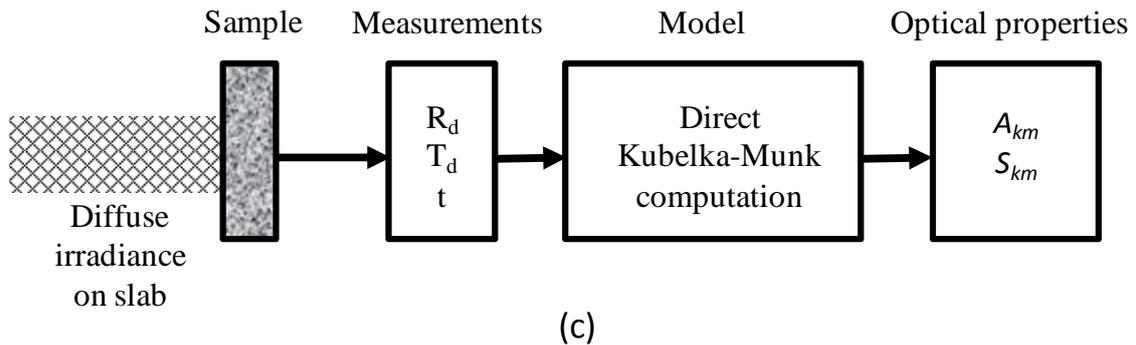 Sample Measurements Model Optical properties
Diffuse
irradiance
on slab
R_d
T_d
t
Direct
Kubelka-Munk
computation
A_km
S_km
(c)